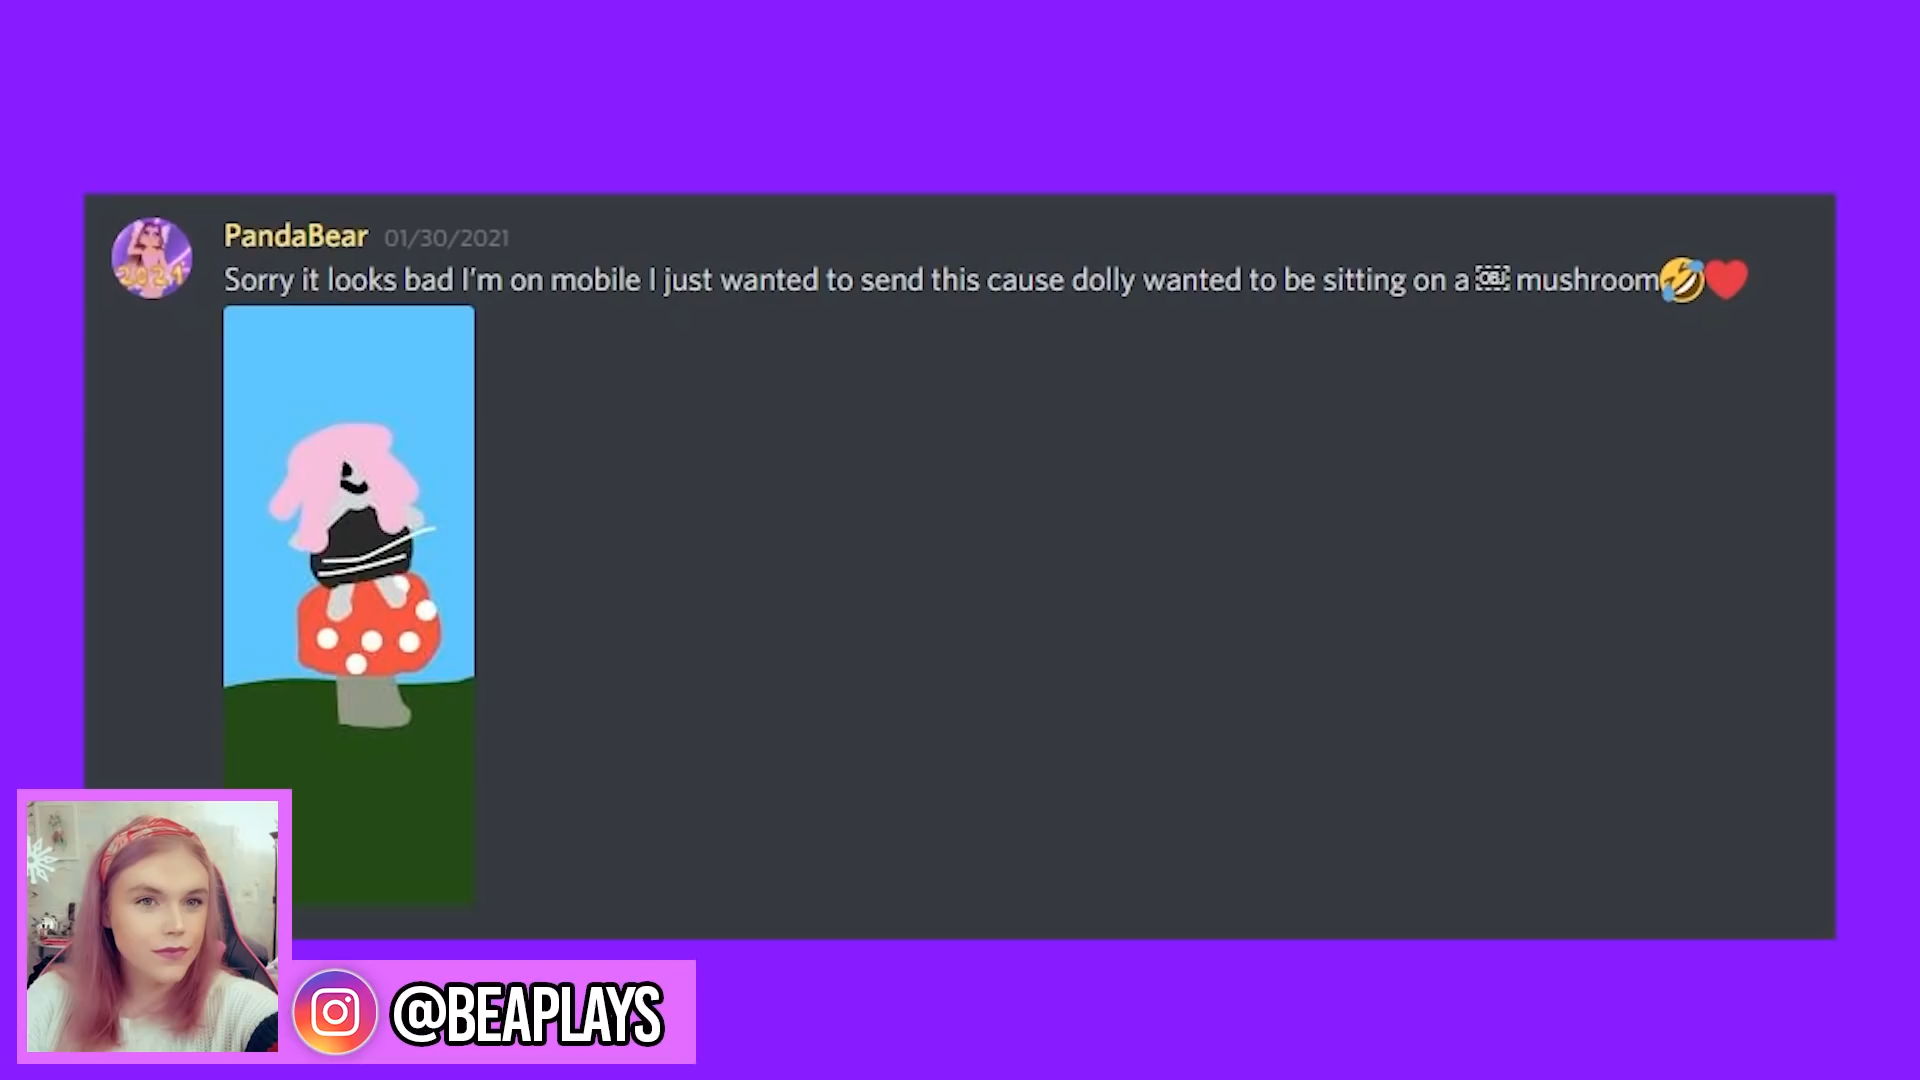 PandaBear 01/30/2021
Sorry it looks bad I'm on mobile I just wanted to send this cause dolly wanted to be sitting on a ￼ mushroom🤣❤️
2021
@BEAPLAYS